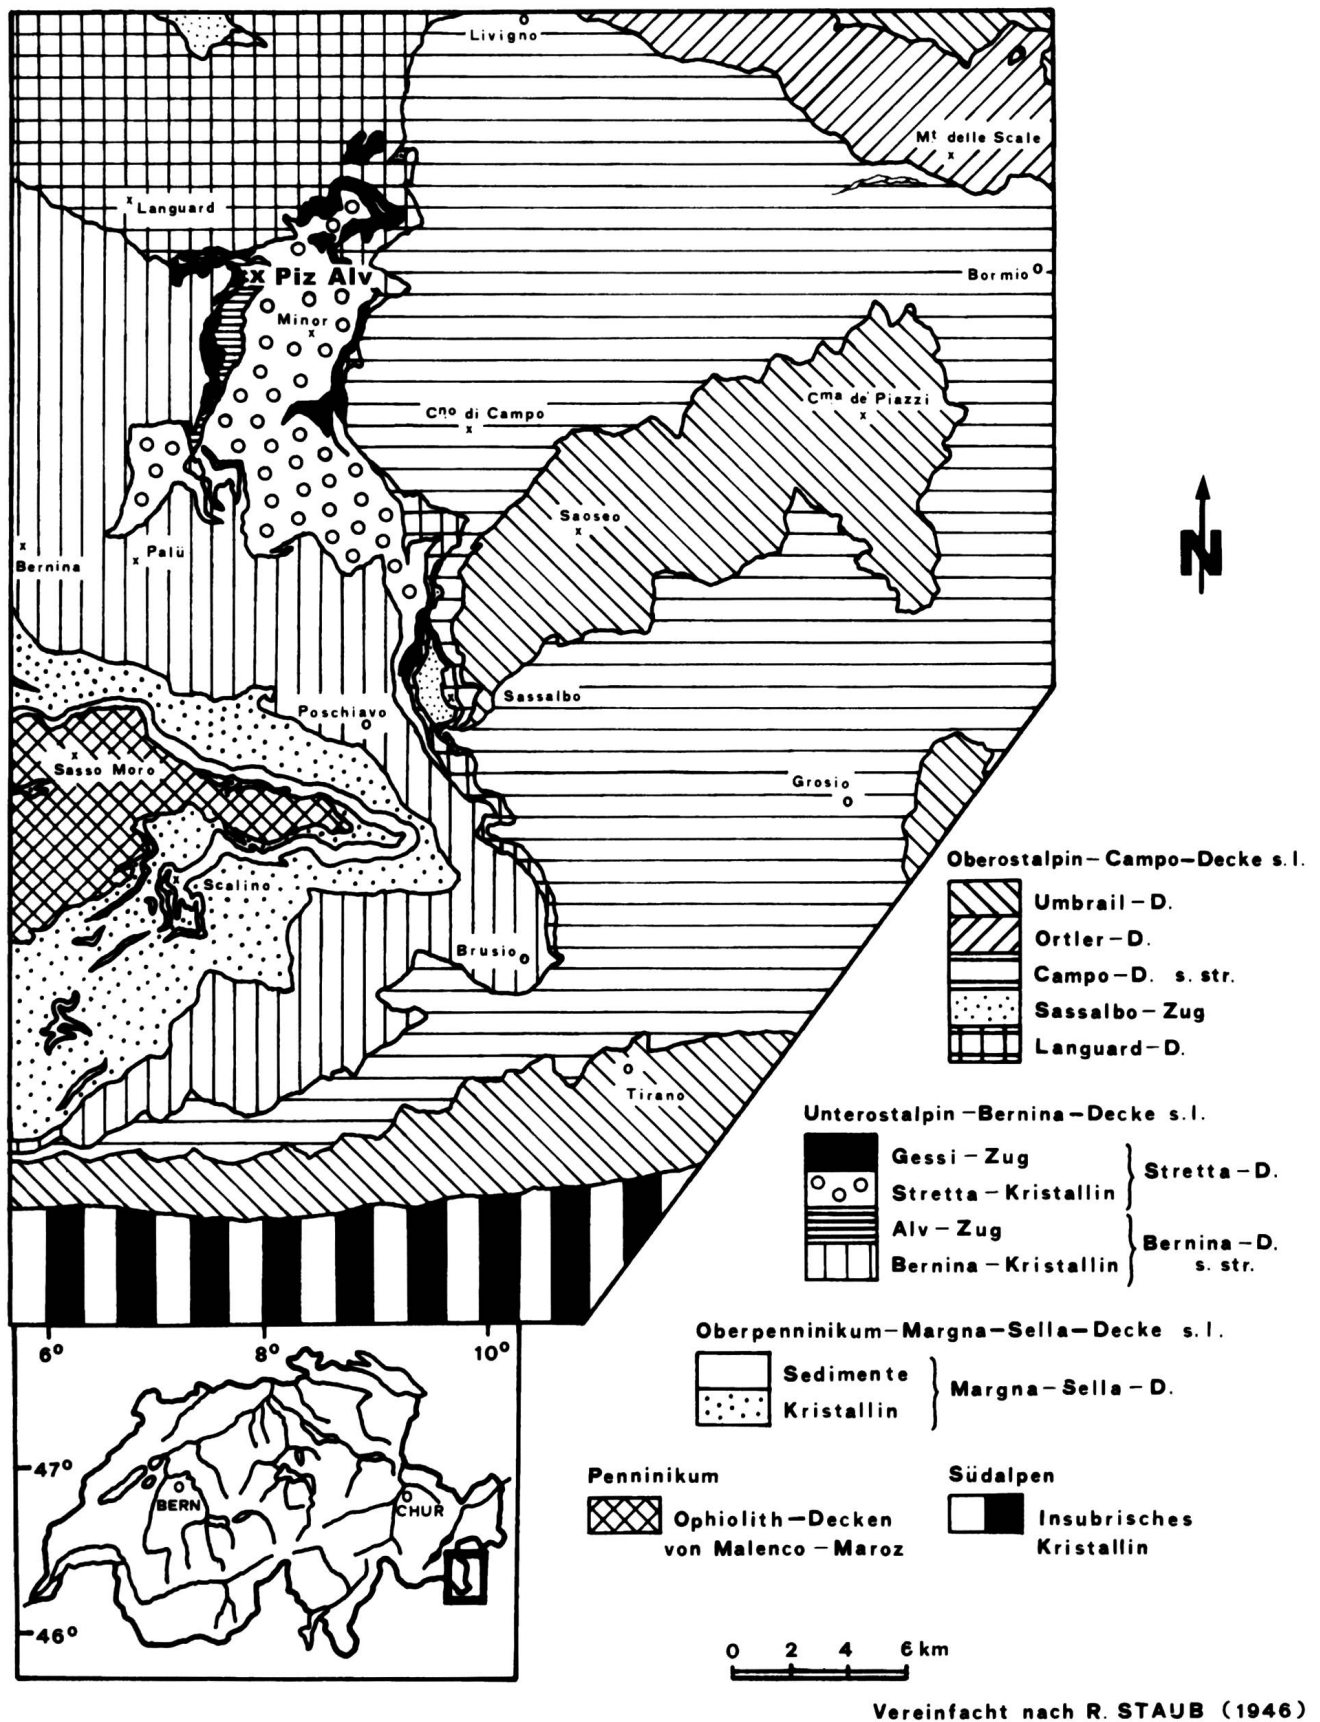 Livigno
Mt. delle Scale
Languard
Bormio
Piz Alv
Minor
Cma de' Piazzi
Cno di Campo
Saoseo
Palü
Bernina
Sassalbo
Poschiavo
Sasso Moro
Grosio
Scalino
Brusio
Tirano
N
Oberostalpin–Campo–Decke s.l.
Umbrail–D.
Ortler–D.
Campo–D. s. str.
Sassalbo–Zug
Languard–D.
Unterostalpin–Bernina–Decke s.l.
Gessi–Zug
Stretta–Kristallin
Stretta–D.
Alv–Zug
Bernina–Kristallin
Bernina–D.
s. str.
Oberpenninikum–Margna–Sella–Decke s.l.
Sedimente
Kristallin
Margna–Sella–D.
Penninikum
Ophiolith–Decken
von Malenco–Maroz
Südalpen
Insubrisches
Kristallin
6° 8° 10°
47°
BERN
CHUR
46°
0 2 4 6 km
Vereinfacht nach R. STAUB (1946)